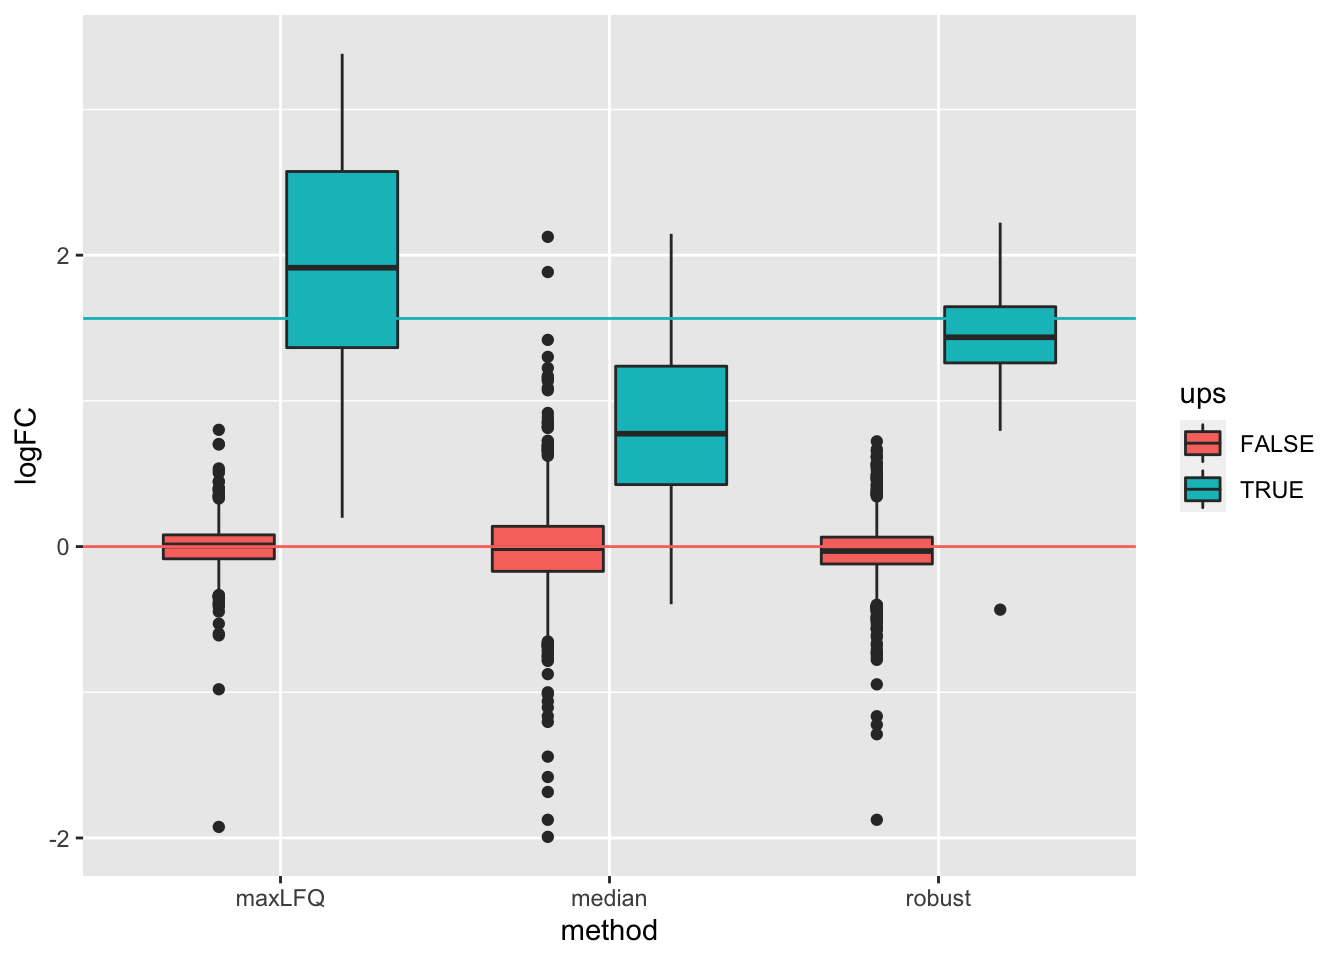 logFC
2
0
-2
maxLFQ median robust
method
ups
FALSE
TRUE